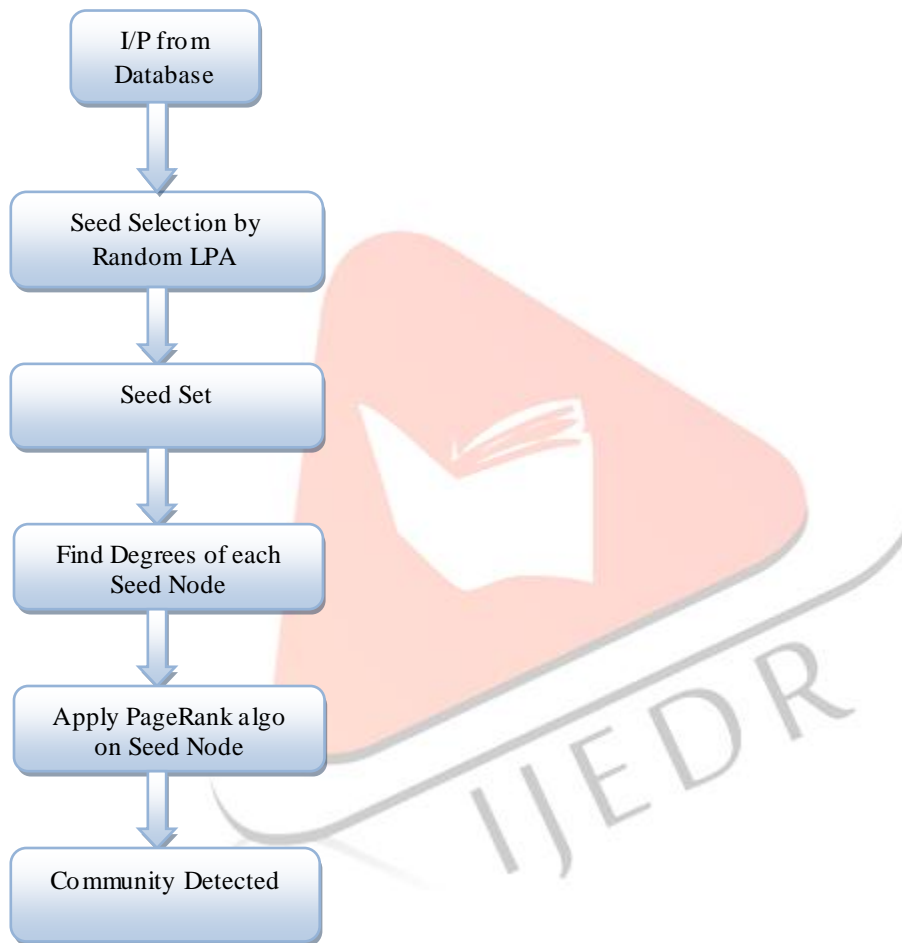 I/P from
Database
Seed Selection by
Random LPA
Seed Set
Find Degrees of each
Seed Node
Apply PageRank algo
on Seed Node
Community Detected
IJEDR